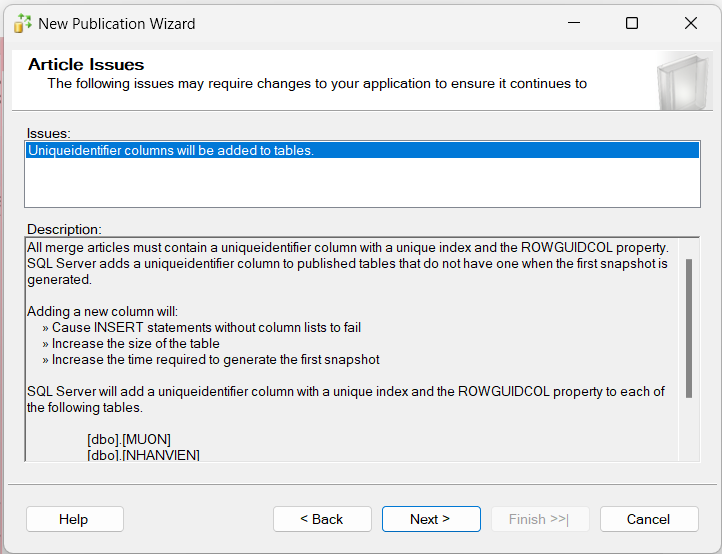 New Publication Wizard
Article Issues
The following issues may require changes to your application to ensure it continues to
Issues:
Uniqueidentifier columns will be added to tables.
Description:
All merge articles must contain a uniqueidentifier column with a unique index and the ROWGUIDCOL property.
SQL Server adds a uniqueidentifier column to published tables that do not have one when the first snapshot is
generated.
Adding a new column will:
» Cause INSERT statements without column lists to fail
» Increase the size of the table
» Increase the time required to generate the first snapshot
SQL Server will add a uniqueidentifier column with a unique index and the ROWGUIDCOL property to each of
the following tables.
[dbo].[MUON]
[dbo].[NHANVIEN]
Help
< Back
Next >
Finish >>|
Cancel